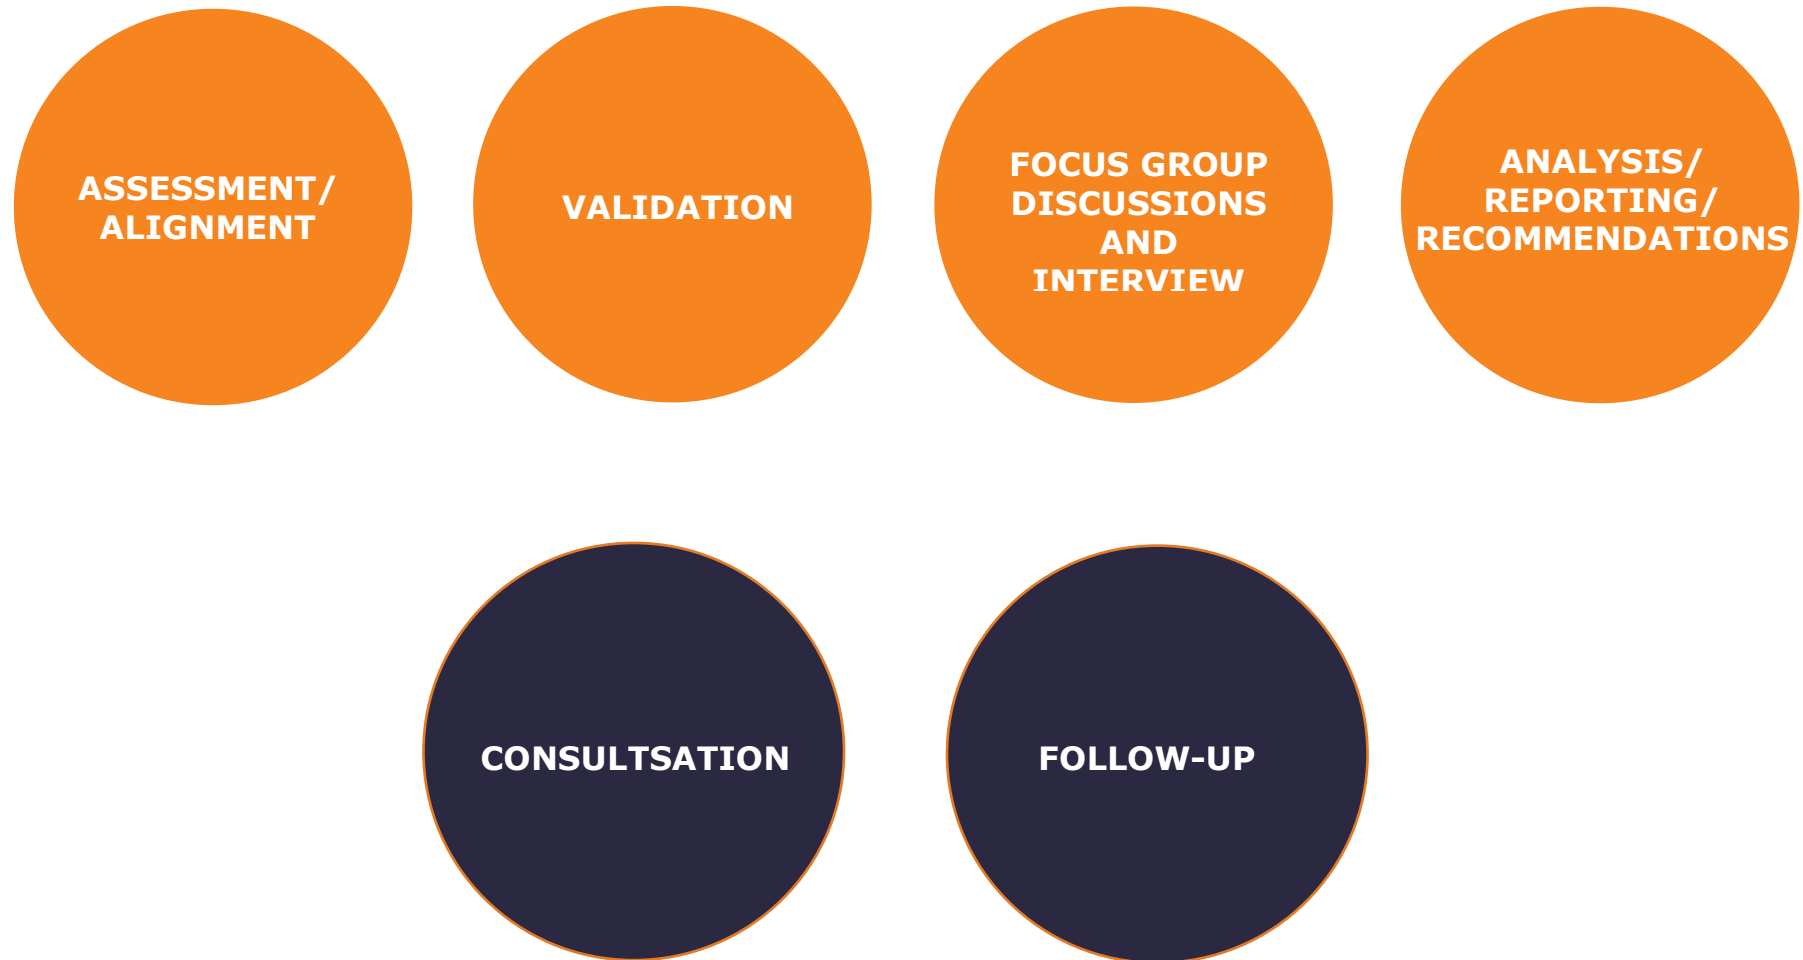 ASSESSMENT/
ALIGNMENT
VALIDATION
FOCUS GROUP
DISCUSSIONS
AND
INTERVIEW
ANALYSIS/
REPORTING/
RECOMMENDATIONS
CONSULTSATION
FOLLOW-UP